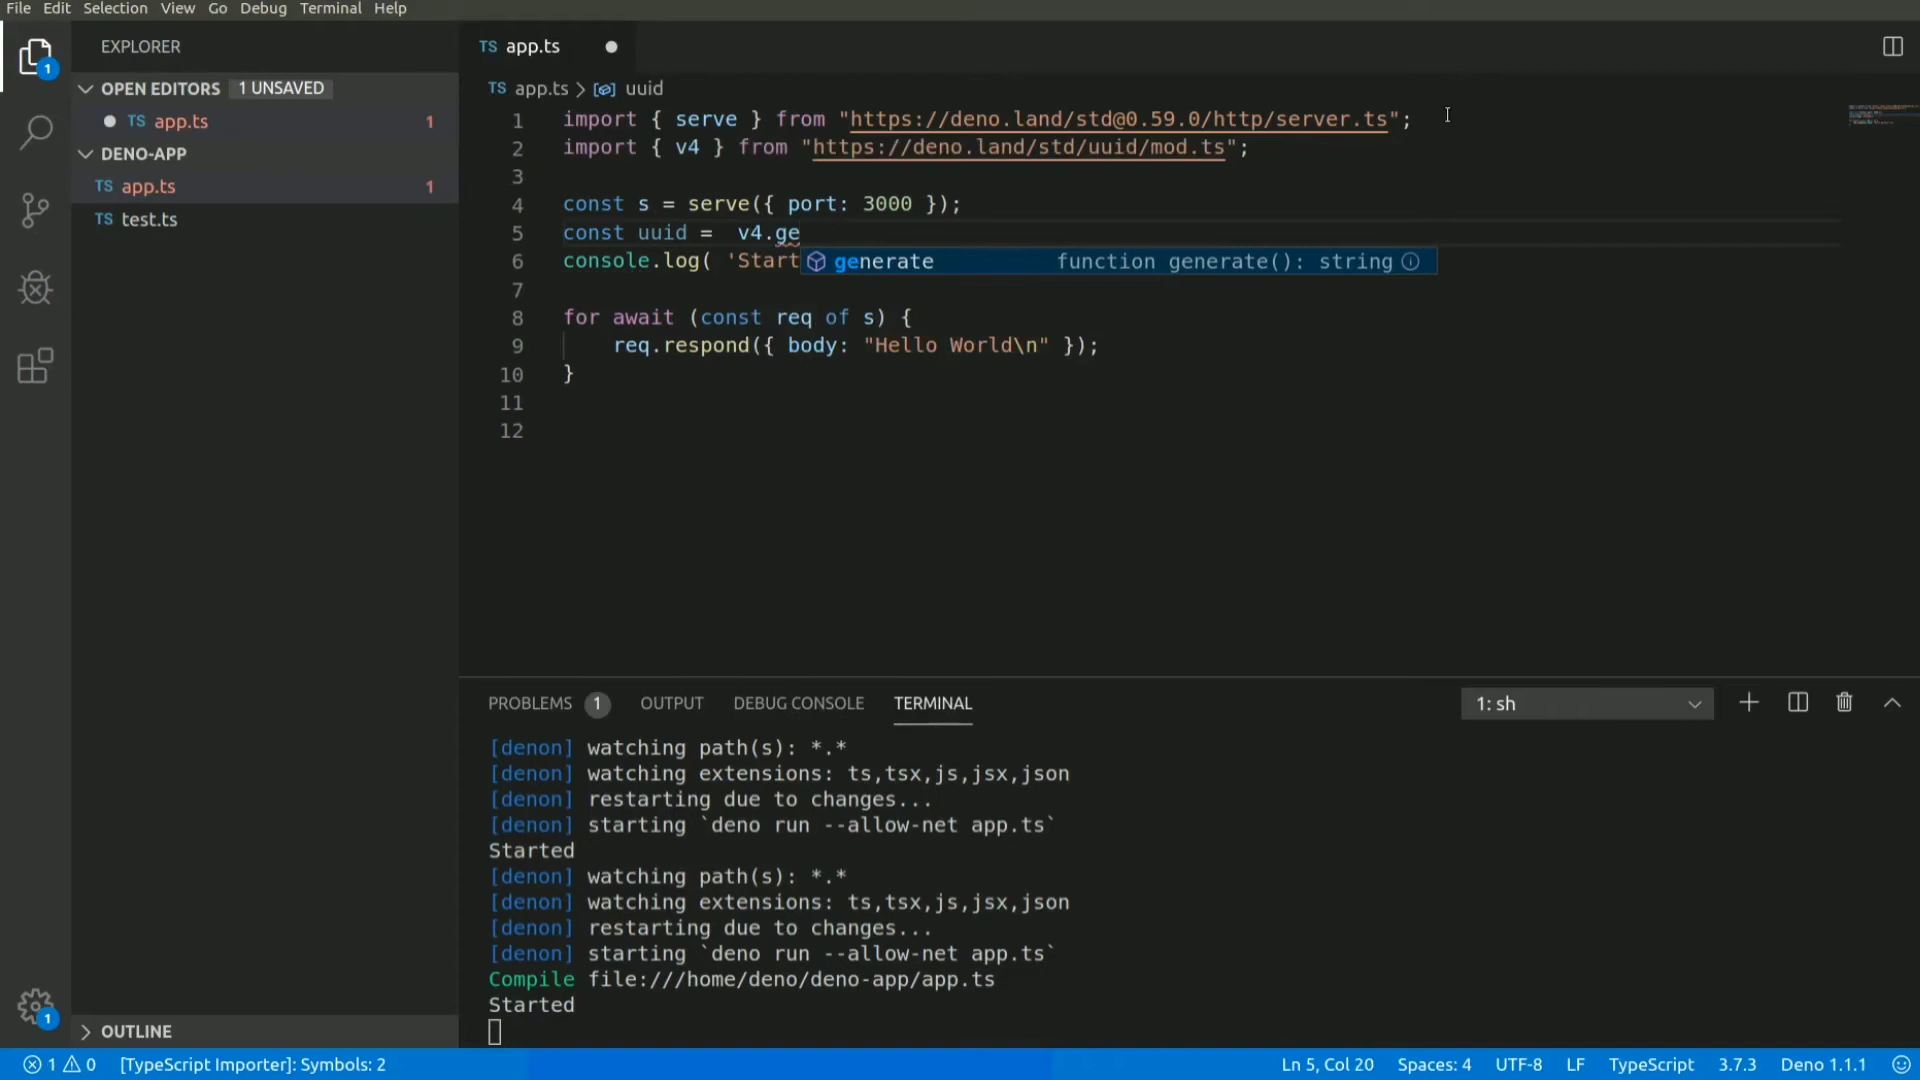 File Edit Selection View Go Debug Terminal Help
EXPLORER
OPEN EDITORS 1 UNSAVED
TS app.ts 1
DENO-APP
TS app.ts 1
TS test.ts
OUTLINE
1
1
TS app.ts
TS app.ts > uuid
1 import { serve } from "https://deno.land/std@0.59.0/http/server.ts";
2 import { v4 } from "https://deno.land/std/uuid/mod.ts";
3
4 const s = serve({ port: 3000 });
5 const uuid =  v4.ge
generate function generate(): string
6 console.log( 'Start
7
8 for await (const req of s) {
9     req.respond({ body: "Hello World\n" });
10 }
11
12
PROBLEMS 1 OUTPUT DEBUG CONSOLE TERMINAL 1: sh
[denon] watching path(s): *.*
[denon] watching extensions: ts,tsx,js,jsx,json
[denon] restarting due to changes...
[denon] starting `deno run --allow-net app.ts`
Started
[denon] watching path(s): *.*
[denon] watching extensions: ts,tsx,js,jsx,json
[denon] restarting due to changes...
[denon] starting `deno run --allow-net app.ts`
Compile file:///home/deno/deno-app/app.ts
Started
1 0 [TypeScript Importer]: Symbols: 2 Ln 5, Col 20 Spaces: 4 UTF-8 LF TypeScript 3.7.3 Deno 1.1.1